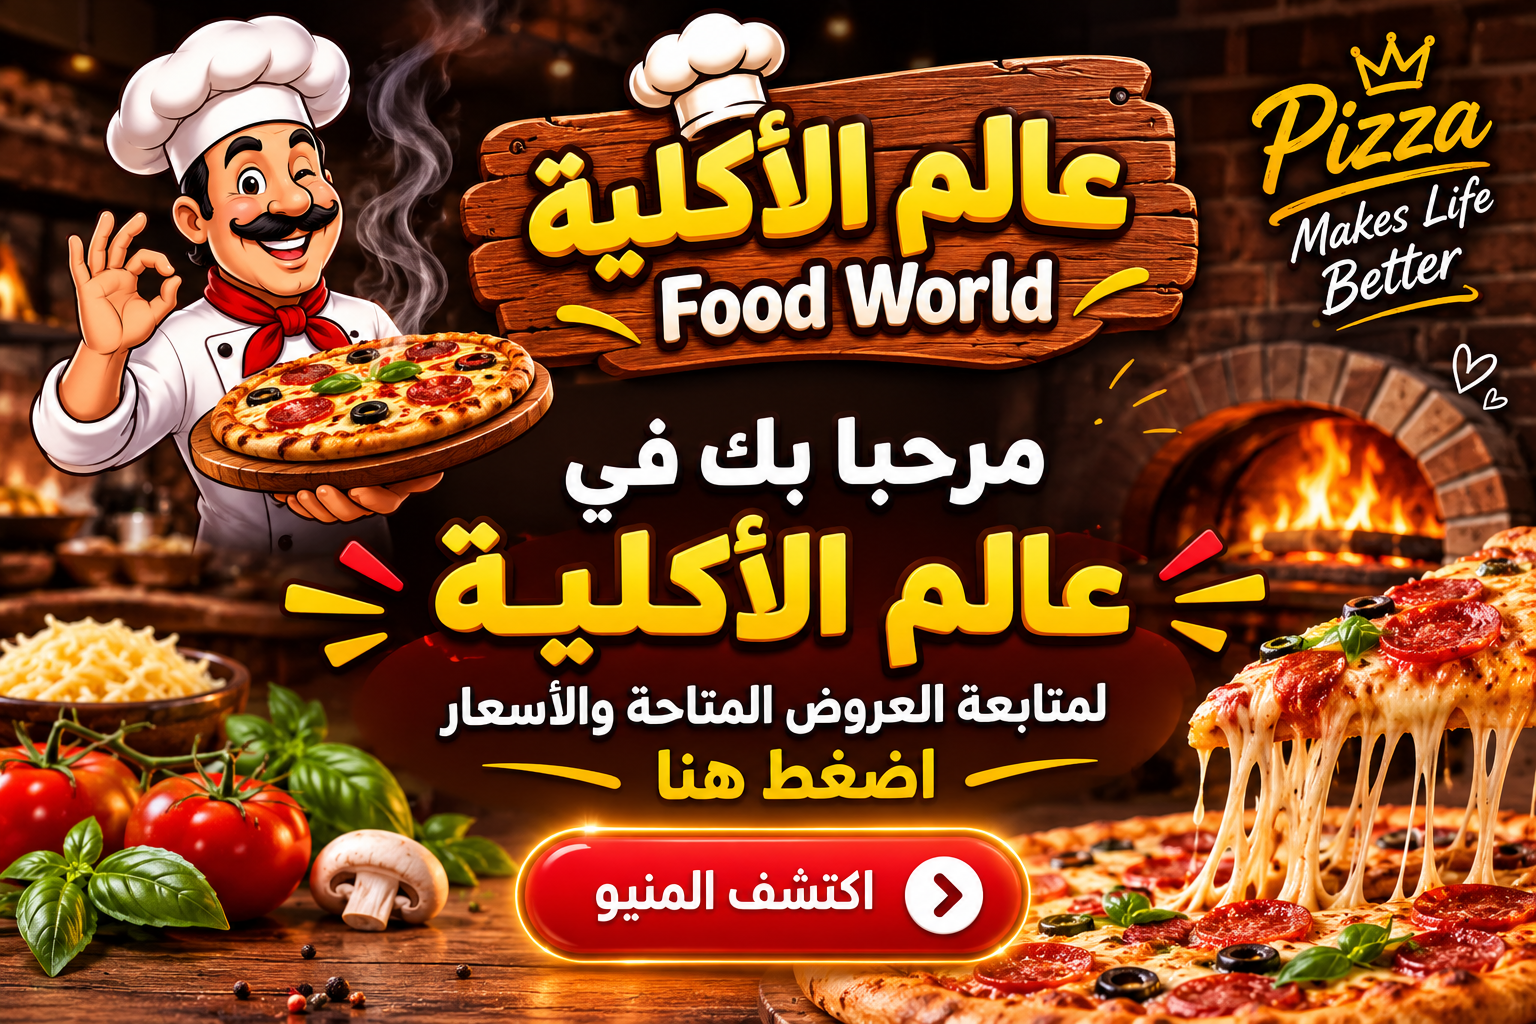 عالم الأكلية
Food World
Pizza
Makes Life
Better
مرحبا بك في
عالم الأكلية
لمتابعة العروض المتاحة والأسعار
اضغط هنا
اكتشف المنيو